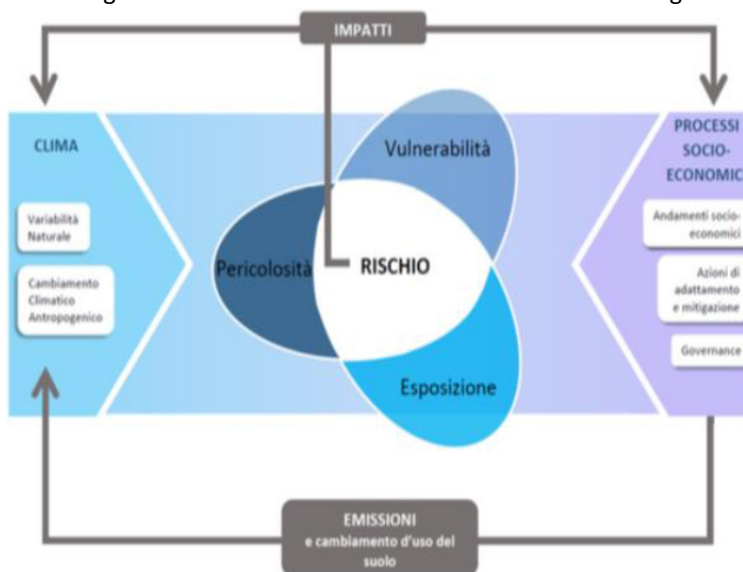 IMPATTI
CLIMA
Variabilità
Naturale
Cambiamento
Climatico
Antropogenico
Vulnerabilità
Pericolosità
RISCHIO
Esposizione
PROCESSI
SOCIO-
ECONOMIC
Andamenti socio-
economici
Azioni di
adattamento
e mitigazione
Governance
EMISSIONI
e cambiamento d'uso del
suolo